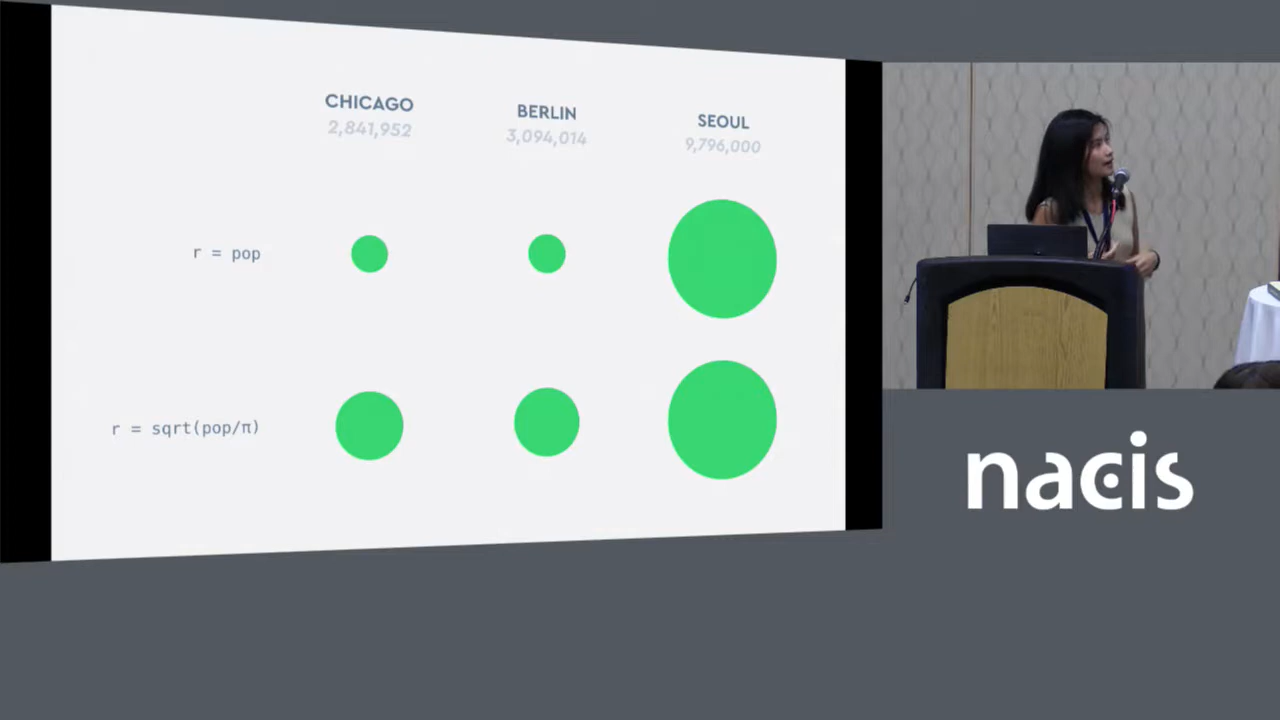 CHICAGO
2,841,952
BERLIN
3,094,014
SEOUL
9,796,000
r = pop
r = sqrt(pop/π)
nacis